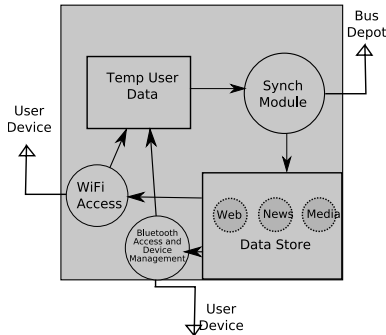 Bus
Depot
Temp User
Data
Synch
Module
User
Device
WiFi
Access
Web
News
Media
Bluetooth
Access and
Device
Management
Data Store
User
Device